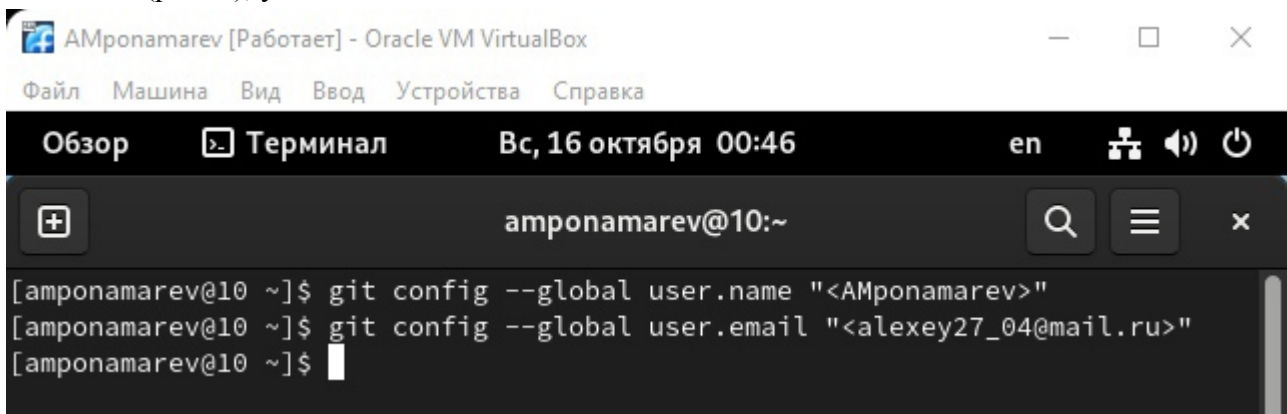 AMponamarev [Работает] - Oracle VM VirtualBox
Файл Машина Вид Ввод Устройства Справка
Обзор Терминал Вс, 16 октября 00:46 en
amponamarev@10:~
[amponamarev@10 ~]$ git config --global user.name "<AMponamarev>"
[amponamarev@10 ~]$ git config --global user.email "<alexey27_04@mail.ru>"
[amponamarev@10 ~]$